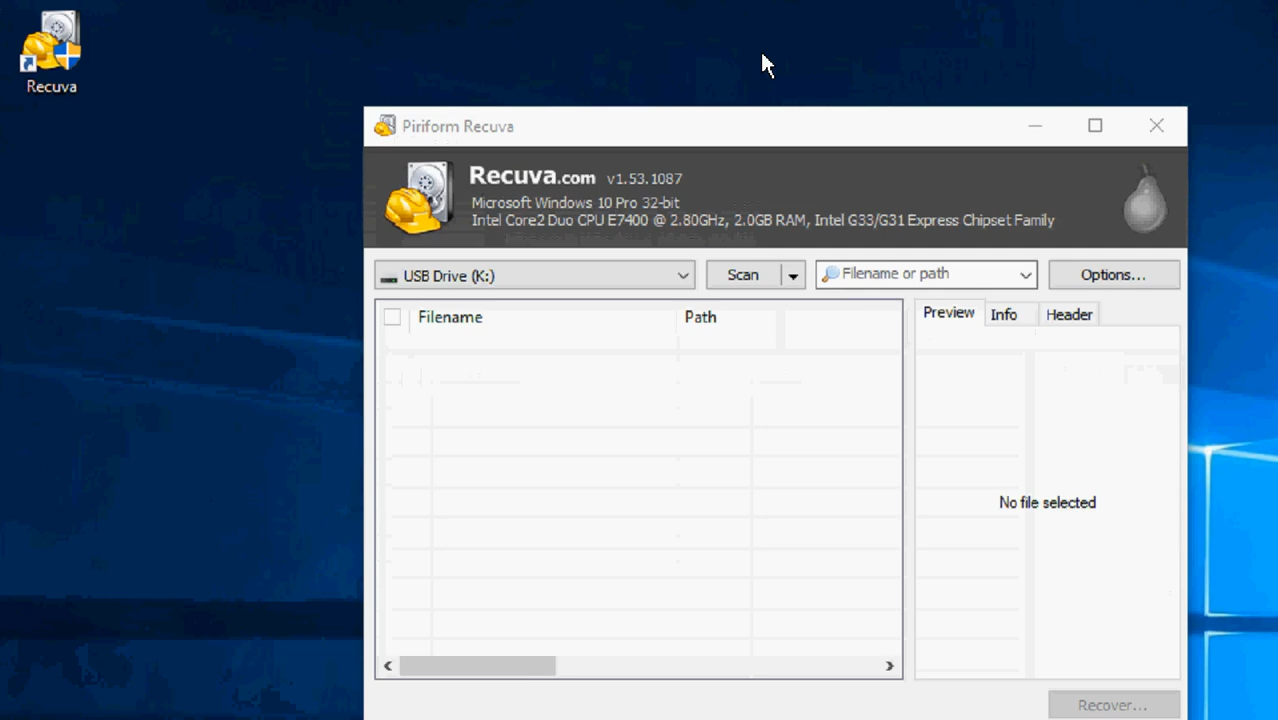 Recuva
Piriform Recuva
Recuva.com v1.53.1087
Microsoft Windows 10 Pro 32-bit
Intel Core2 Duo CPU E7400 @ 2.80GHz, 2.0GB RAM, Intel G33/G31 Express Chipset Family
USB Drive (K:)
Scan
Filename or path
Options...
Filename
Path
Preview
Info
Header
No file selected
Recover...